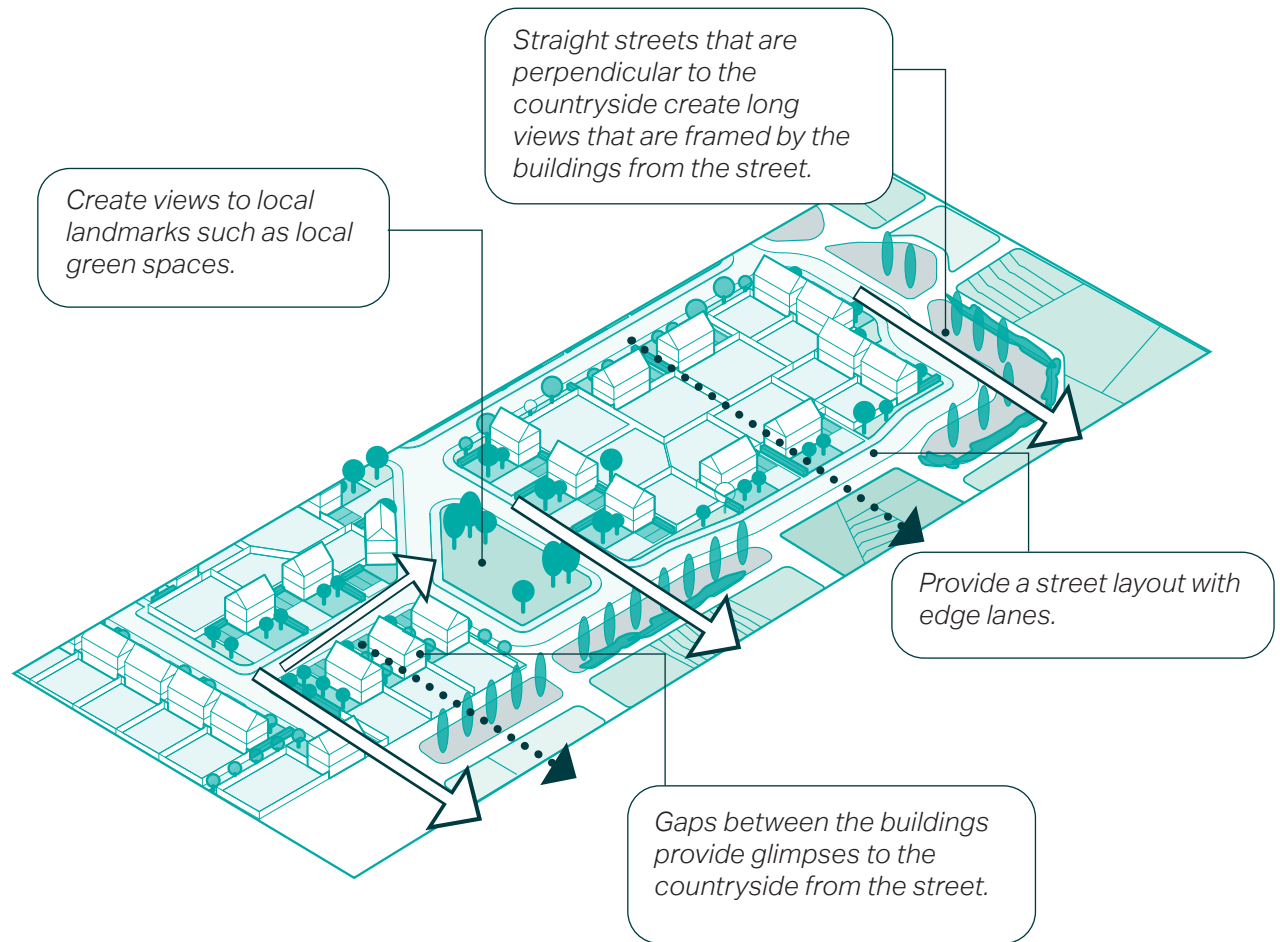 Straight streets that are
perpendicular to the
countryside create long
views that are framed by the
buildings from the street.
Create views to local
landmarks such as local
green spaces.
Provide a street layout with
edge lanes.
Gaps between the buildings
provide glimpses to the
countryside from the street.